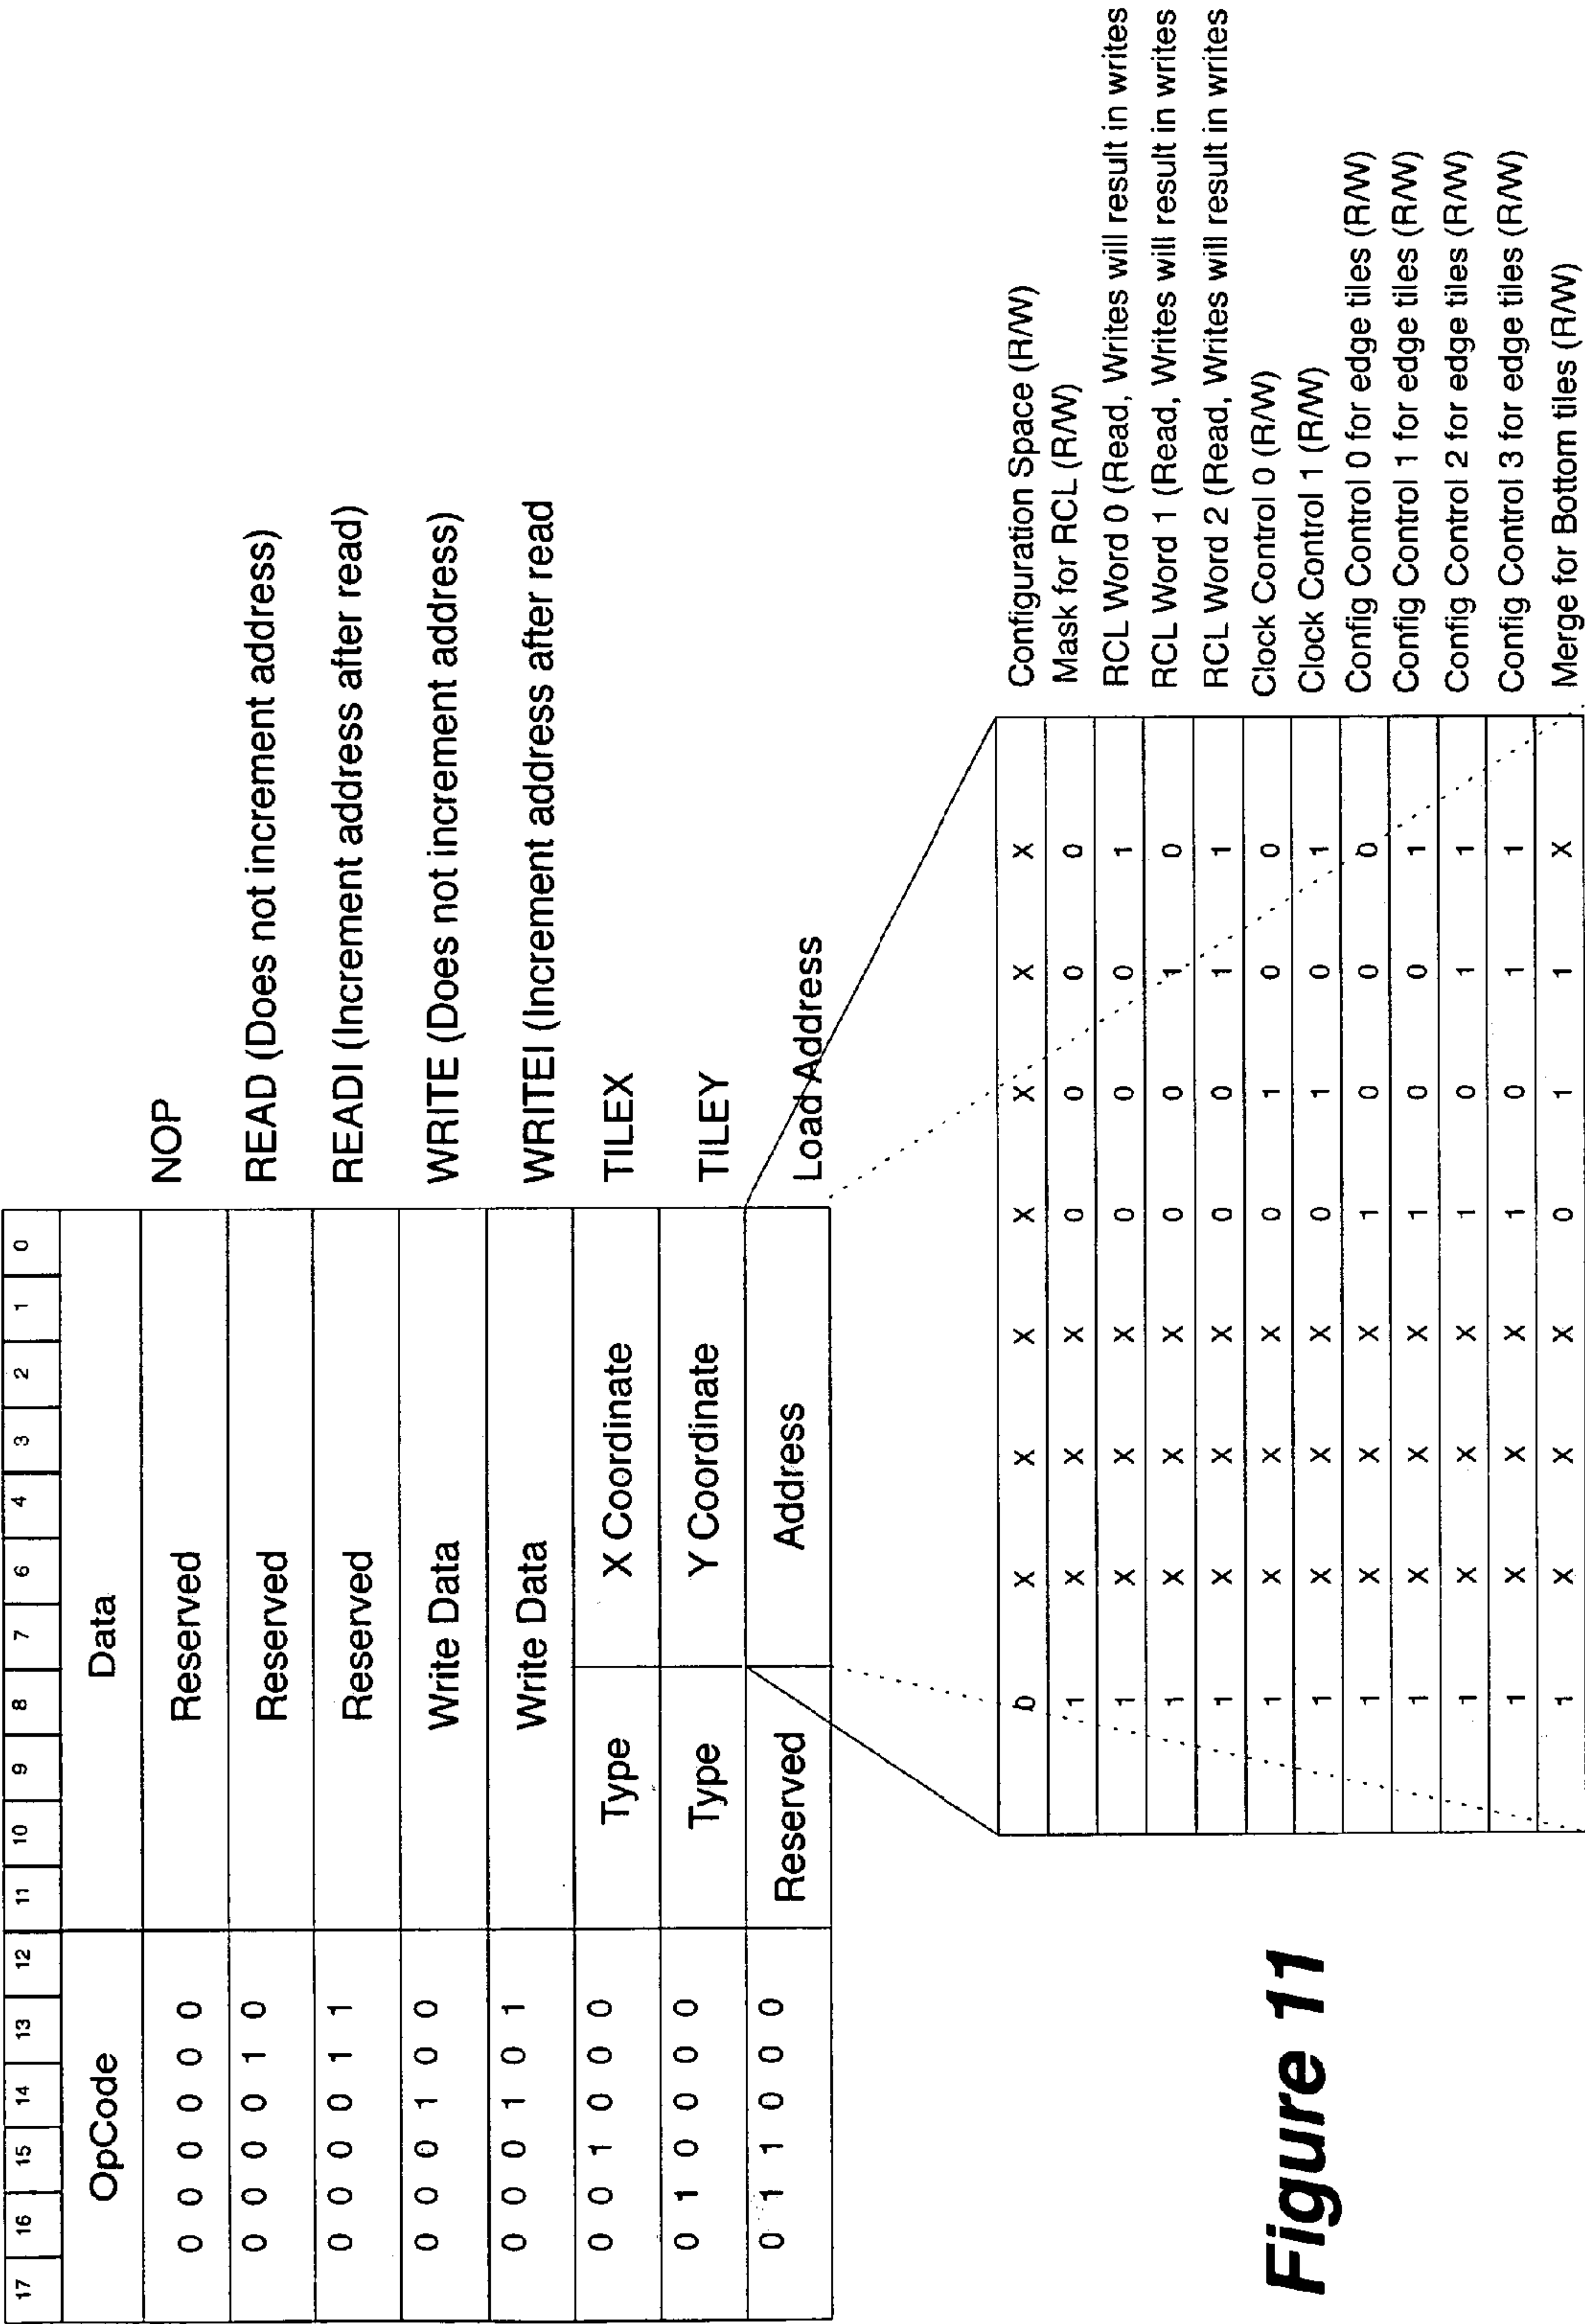 17 16 15 14 13 12 11 10 9 8 7 6 4 3 2 1 0
OpCode Data
0 0 0 0 0 0 Reserved NOP
0 0 0 0 1 0 Reserved READ (Does not increment address)
0 0 0 0 1 1 Reserved READI (Increment address after read)
0 0 0 1 0 0 Write Data WRITE (Does not increment address)
0 0 0 1 0 1 Write Data WRITEI (Increment address after read
0 0 1 0 0 0 Type X Coordinate TILEX
0 1 0 0 0 0 Type Y Coordinate TILEY
0 1 1 0 0 0 Reserved Address Load Address
0 X X X X X X X Configuration Space (R/W)
1 X X X 0 0 0 0 Mask for RCL (R/W)
1 X X X 0 0 0 1 RCL Word 0 (Read, Writes will result in writes
1 X X X 0 0 1 0 RCL Word 1 (Read, Writes will result in writes
1 X X X 0 0 1 1 RCL Word 2 (Read, Writes will result in writes
1 X X X 0 1 0 0 Clock Control 0 (R/W)
1 X X X 0 1 0 1 Clock Control 1 (R/W)
1 X X X 1 0 0 0 Config Control 0 for edge tiles (R/W)
1 X X X 1 0 0 1 Config Control 1 for edge tiles (R/W)
1 X X X 1 0 1 1 Config Control 2 for edge tiles (R/W)
1 X X X 1 0 1 1 Config Control 3 for edge tiles (R/W)
1 X X X 0 1 1 X Merge for Bottom tiles (R/W)
Figure 11